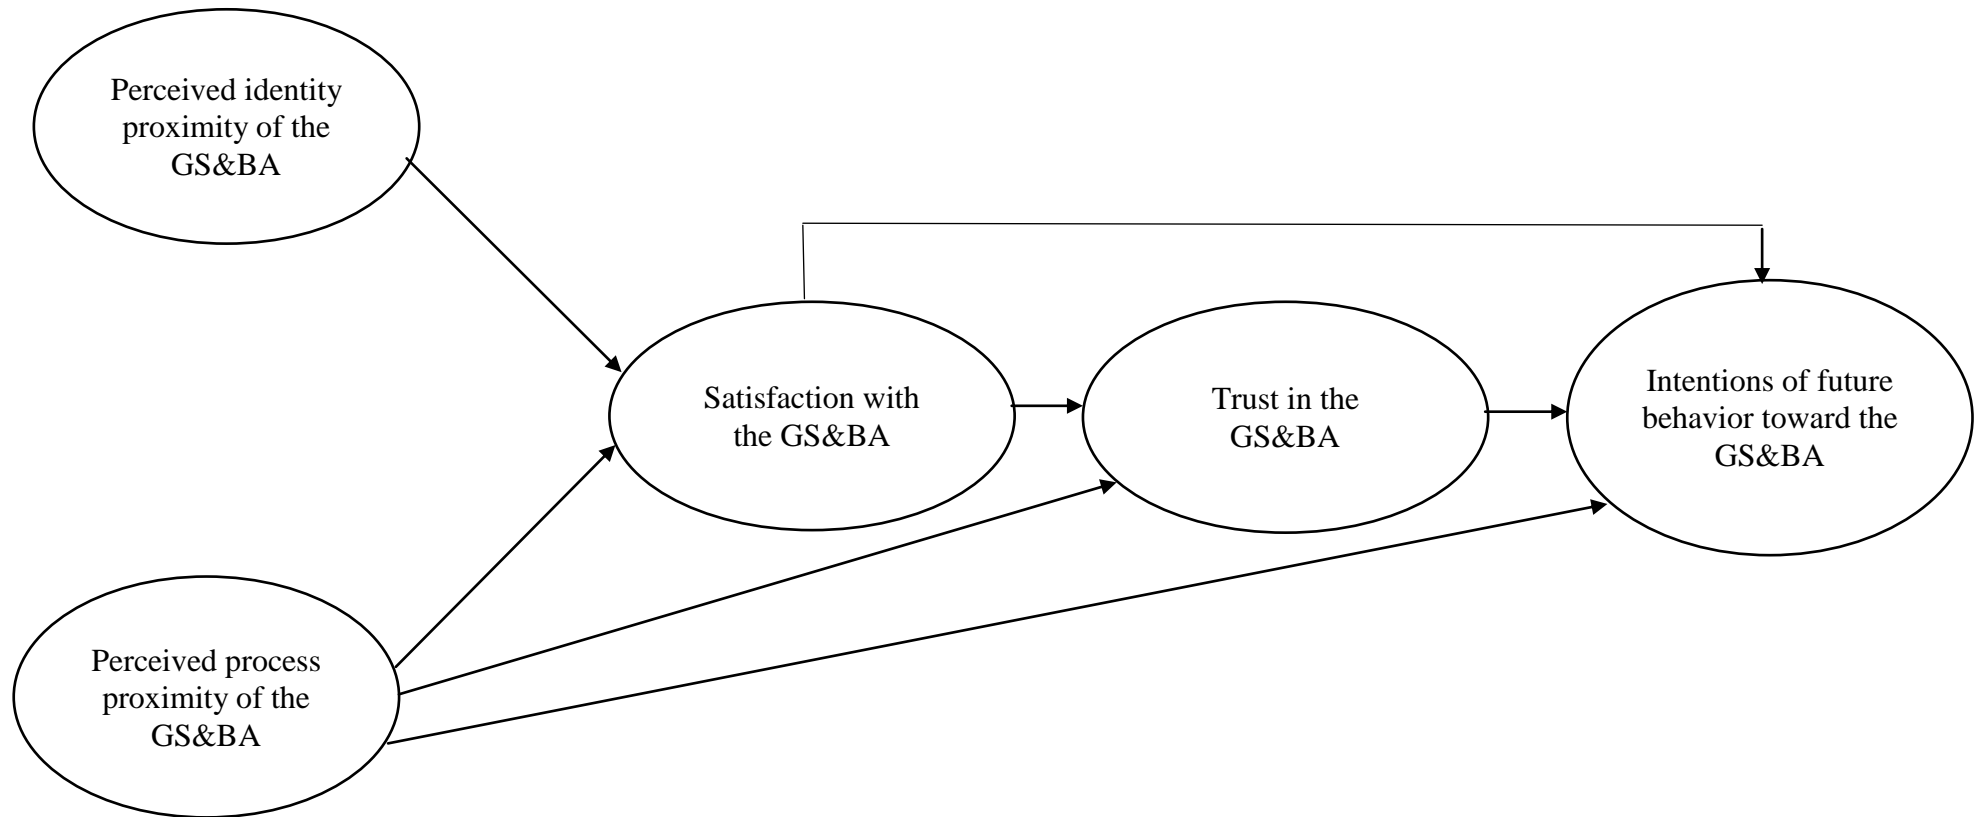 Perceived identity
proximity of the
GS&BA
Satisfaction with
the GS&BA
Trust in the
GS&BA
Intentions of future
behavior toward the
GS&BA
Perceived process
proximity of the
GS&BA